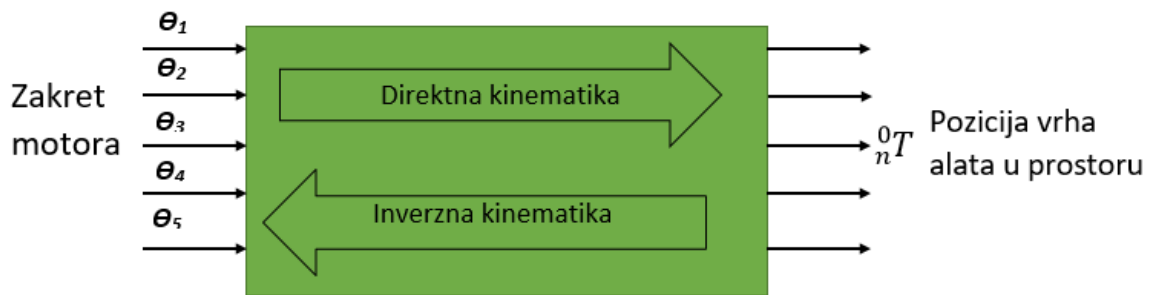 Zakret
motora
ϴ₁
ϴ₂
ϴ₃
ϴ₄
ϴ₅
Direktna kinematika
Inverzna kinematika
⁰ₙT
Pozicija vrha
alata u prostoru